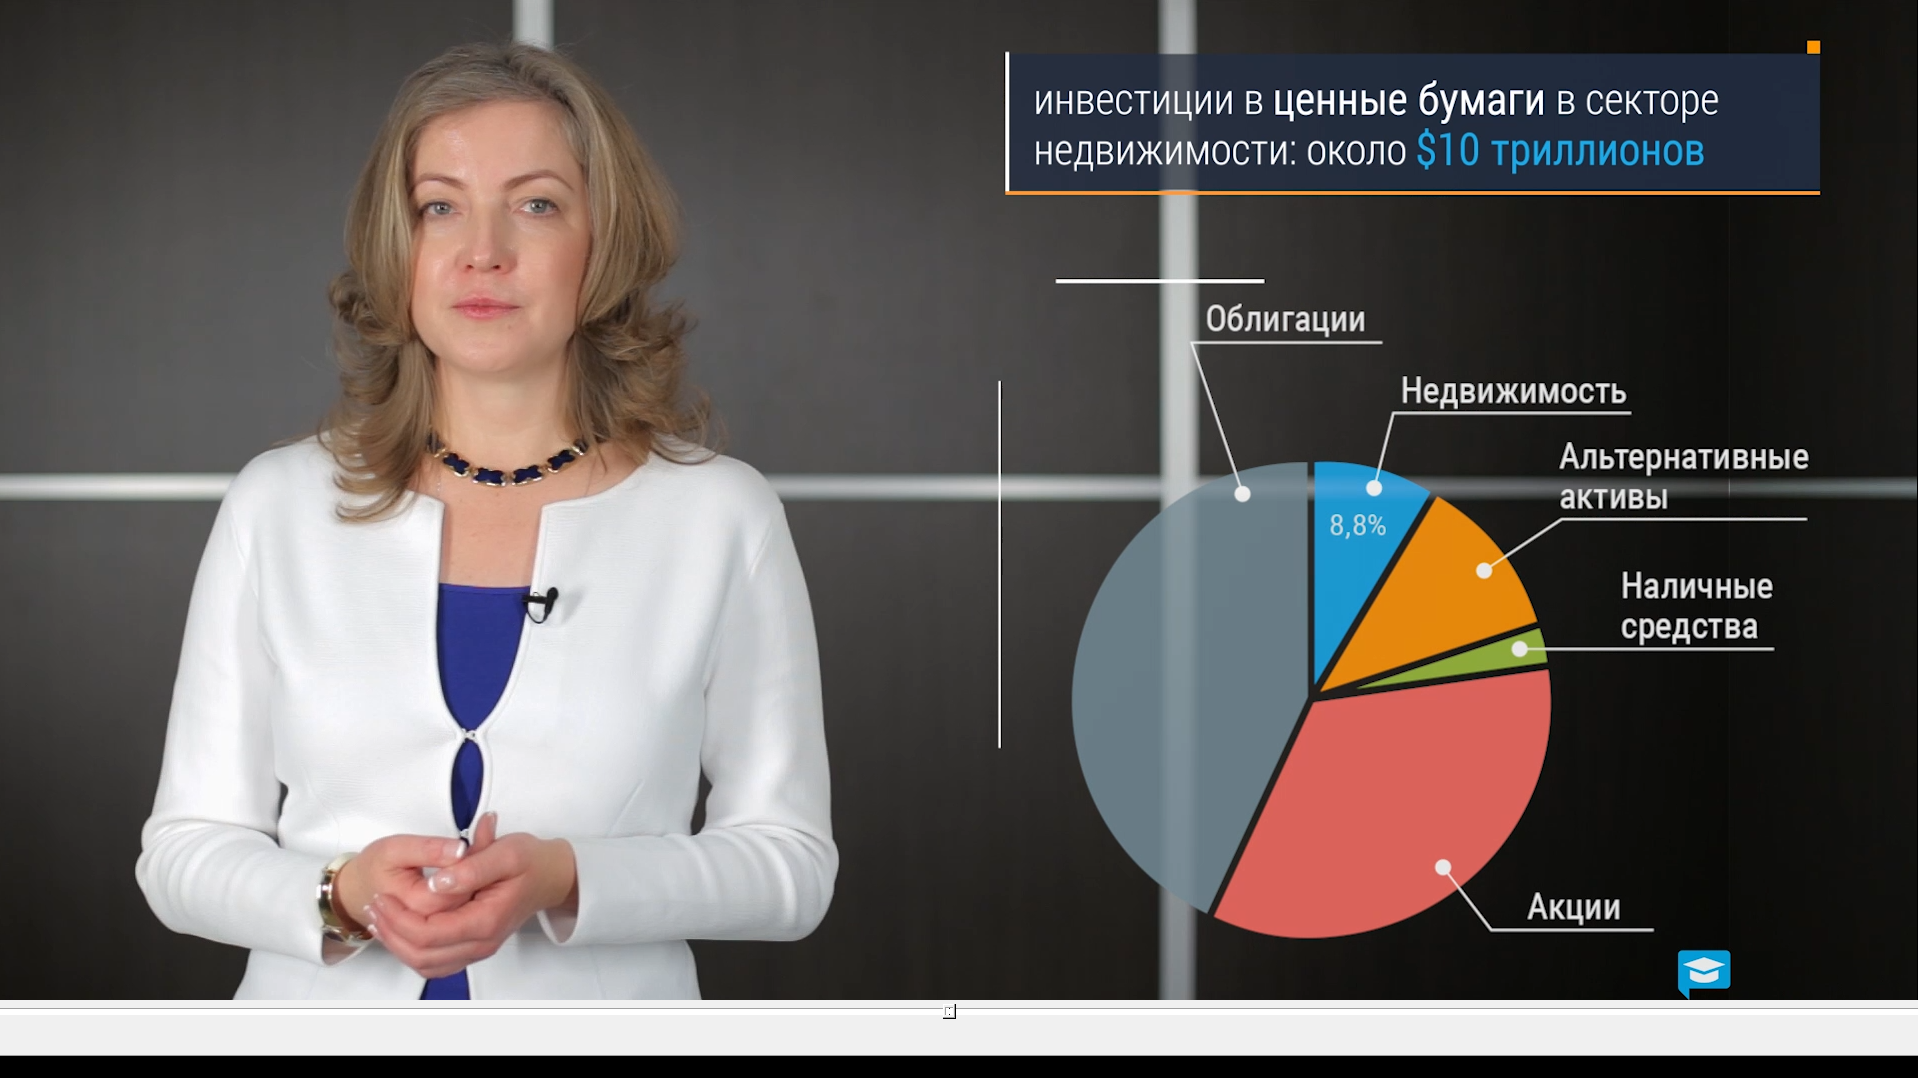 инвестиции в ценные бумаги в секторе
недвижимости: около $10 триллионов
Облигации
Недвижимость
8,8%
Альтернативные
активы
Наличные
средства
Акции